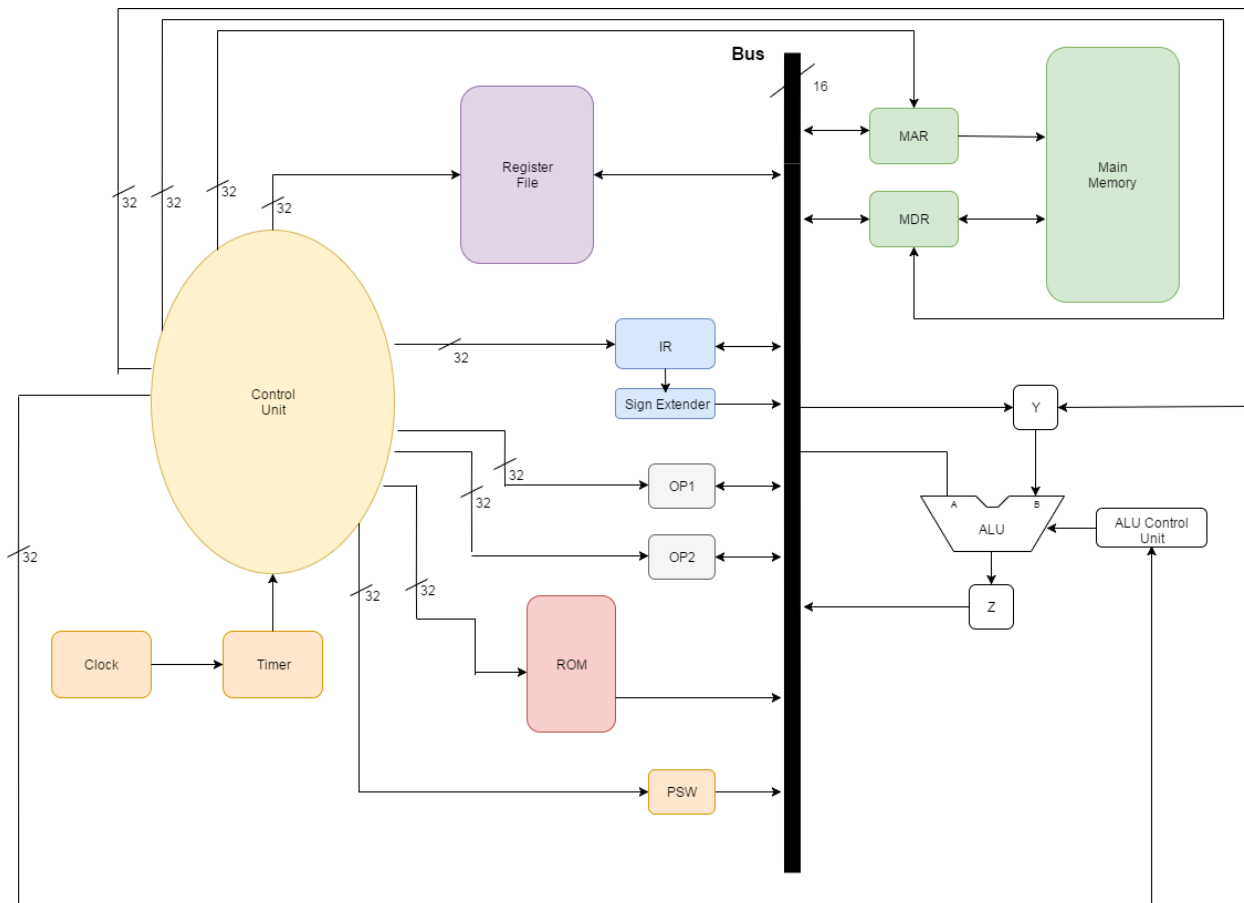 Bus
16
MAR
Main
Memory
Register
File
32
32
32
32
MDR
IR
32
Sign Extender
Control
Unit
Y
OP1
32
32
A
B
ALU
ALU Control
Unit
OP2
32
32
32
Z
Clock
Timer
ROM
PSW